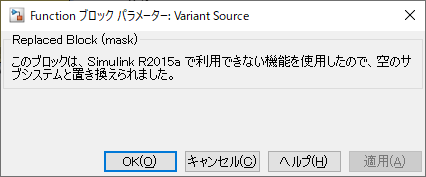 Function ブロック パラメーター: Variant Source
Replaced Block (mask)
このブロックは、Simulink R2015a で利用できない機能を使用したので、空のサ
ブシステムと置き換えられました。
OK(O) キャンセル(C) ヘルプ(H) 適用(A)